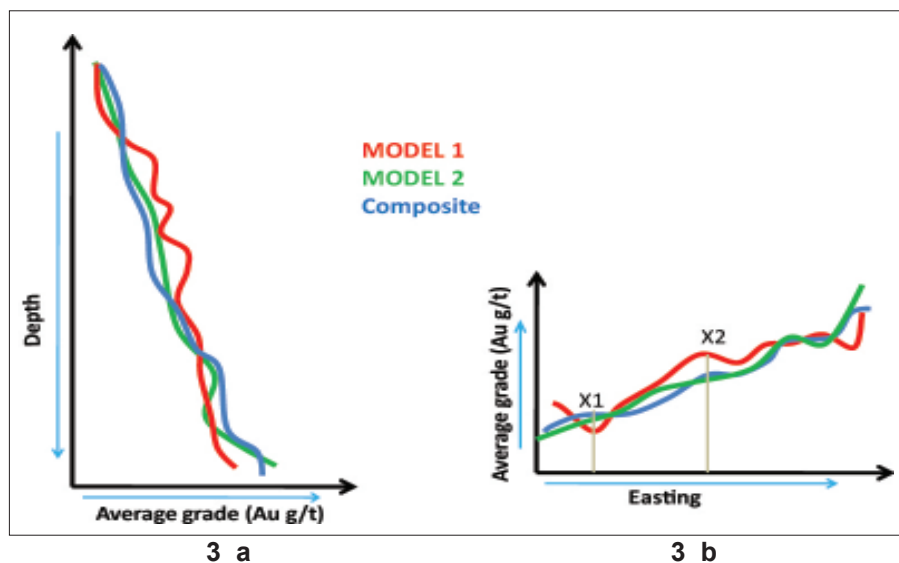 MODEL 1
MODEL 2
Composite
Depth
Average grade (Au g/t)
3 a
Average grade (Au g/t)
X1
X2
Easting
3 b